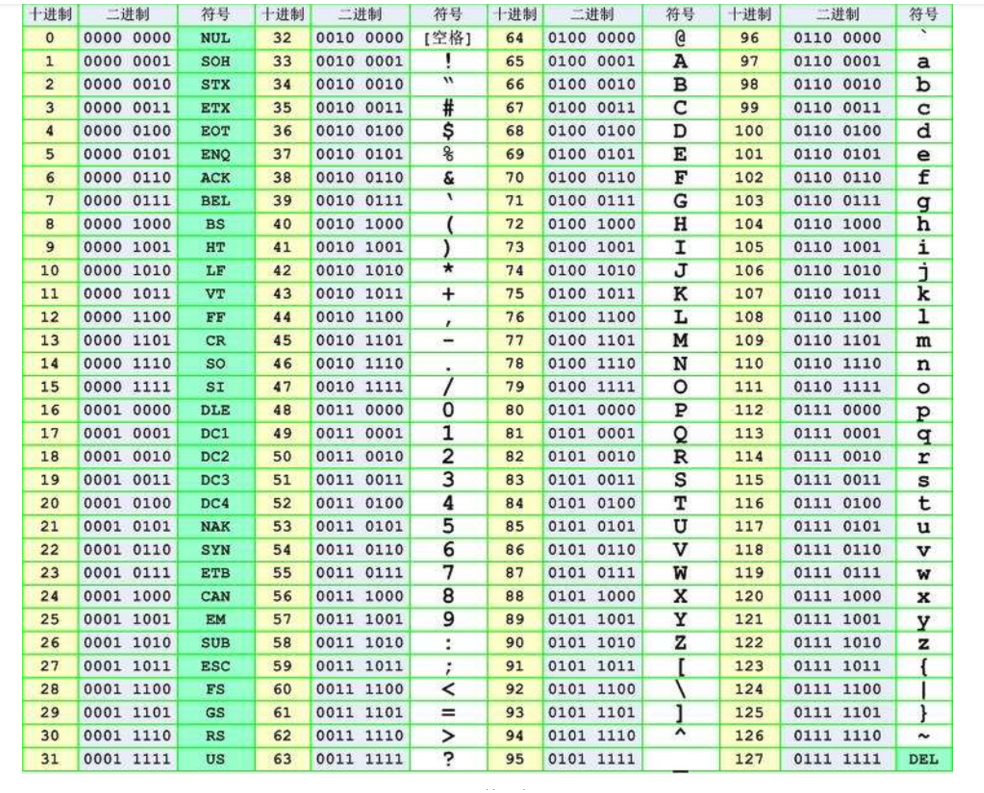 十进制 二进制 符号 十进制 二进制 符号 十进制 二进制 符号 十进制 二进制 符号
0 0000 0000 NUL 32 0010 0000 [空格] 64 0100 0000 @ 96 0110 0000 `
1 0000 0001 SOH 33 0010 0001 ! 65 0100 0001 A 97 0110 0001 a
2 0000 0010 STX 34 0010 0010 " 66 0100 0010 B 98 0110 0010 b
3 0000 0011 ETX 35 0010 0011 # 67 0100 0011 C 99 0110 0011 c
4 0000 0100 EOT 36 0010 0100 $ 68 0100 0100 D 100 0110 0100 d
5 0000 0101 ENQ 37 0010 0101 % 69 0100 0101 E 101 0110 0101 e
6 0000 0110 ACK 38 0010 0110 & 70 0100 0110 F 102 0110 0110 f
7 0000 0111 BEL 39 0010 0111 ‵ 71 0100 0111 G 103 0110 0111 g
8 0000 1000 BS 40 0010 1000 ( 72 0100 1000 H 104 0110 1000 h
9 0000 1001 HT 41 0010 1001 ) 73 0100 1001 I 105 0110 1001 i
10 0000 1010 LF 42 0010 1010 * 74 0100 1010 J 106 0110 1010 j
11 0000 1011 VT 43 0010 1011 + 75 0100 1011 K 107 0110 1011 k
12 0000 1100 FF 44 0010 1100 , 76 0100 1100 L 108 0110 1100 l
13 0000 1101 CR 45 0010 1101 - 77 0100 1101 M 109 0110 1101 m
14 0000 1110 SO 46 0010 1110 . 78 0100 1110 N 110 0110 1110 n
15 0000 1111 SI 47 0010 1111 / 79 0100 1111 O 111 0110 1111 o
16 0001 0000 DLE 48 0011 0000 0 80 0101 0000 P 112 0111 0000 p
17 0001 0001 DC1 49 0011 0001 1 81 0101 0001 Q 113 0111 0001 q
18 0001 0010 DC2 50 0011 0010 2 82 0101 0010 R 114 0111 0010 r
19 0001 0011 DC3 51 0011 0011 3 83 0101 0011 S 115 0111 0011 s
20 0001 0100 DC4 52 0011 0100 4 84 0101 0100 T 116 0111 0100 t
21 0001 0101 NAK 53 0011 0101 5 85 0101 0101 U 117 0111 0101 u
22 0001 0110 SYN 54 0011 0110 6 86 0101 0110 V 118 0111 0110 v
23 0001 0111 ETB 55 0011 0111 7 87 0101 0111 W 119 0111 0111 w
24 0001 1000 CAN 56 0011 1000 8 88 0101 1000 X 120 0111 1000 x
25 0001 1001 EM 57 0011 1001 9 89 0101 1001 Y 121 0111 1001 y
26 0001 1010 SUB 58 0011 1010 : 90 0101 1010 Z 122 0111 1010 z
27 0001 1011 ESC 59 0011 1011 ; 91 0101 1011 [ 123 0111 1011 {
28 0001 1100 FS 60 0011 1100 < 92 0101 1100 \ 124 0111 1100 |
29 0001 1101 GS 61 0011 1101 = 93 0101 1101 ] 125 0111 1101 }
30 0001 1110 RS 62 0011 1110 > 94 0101 1110 ^ 126 0111 1110 ~
31 0001 1111 US 63 0011 1111 ? 95 0101 1111 _ 127 0111 1111 DEL